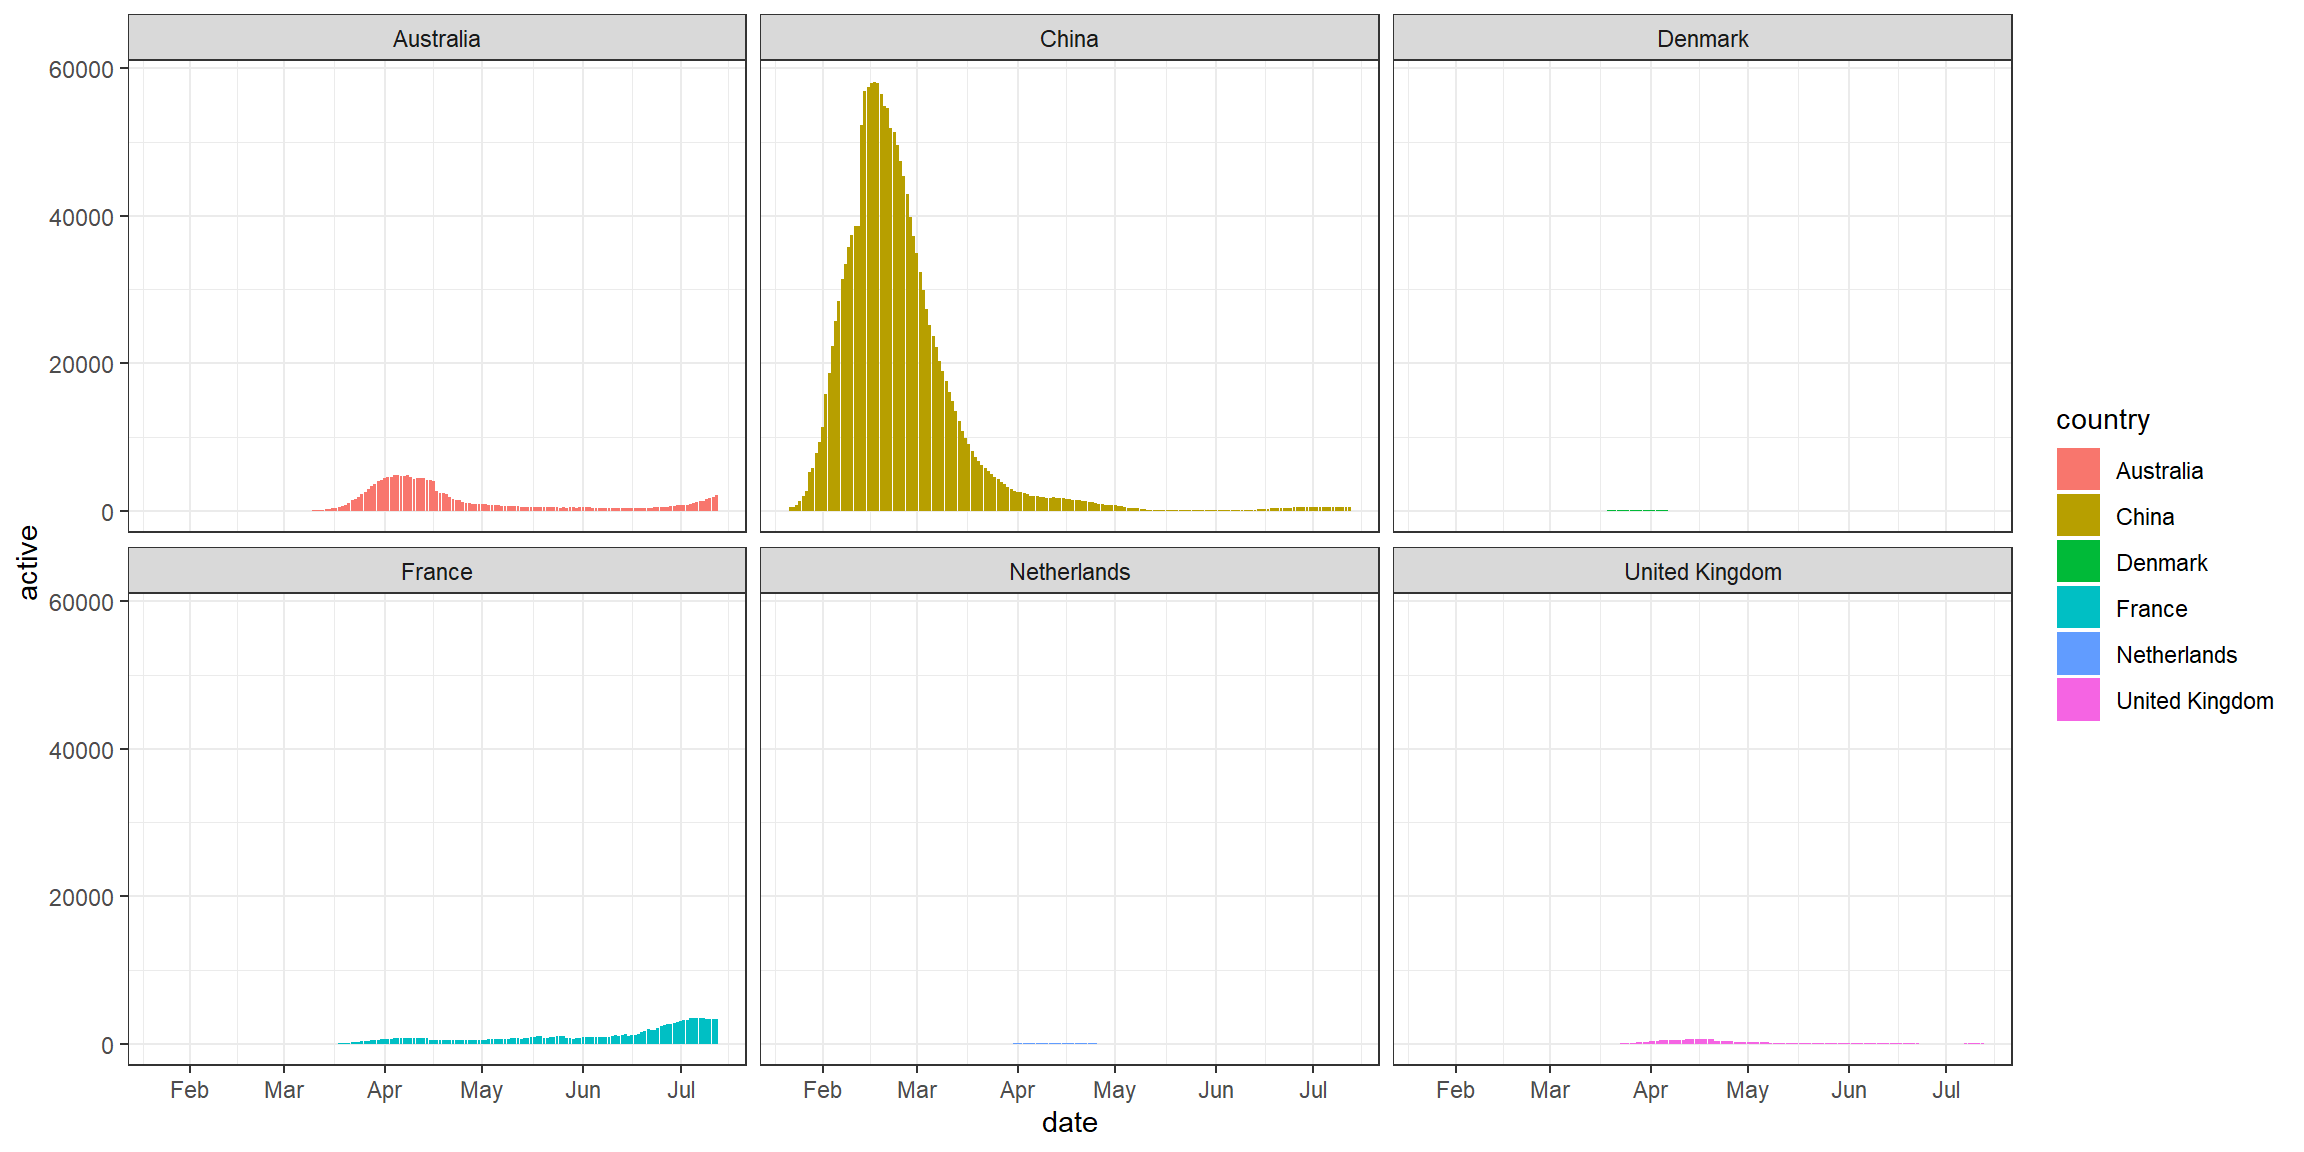 Australia
China
Denmark
60000
40000
20000
0
France
Netherlands
United Kingdom
60000
40000
20000
0
Feb Mar Apr May Jun Jul
Feb Mar Apr May Jun Jul
Feb Mar Apr May Jun Jul
date
active
country
Australia
China
Denmark
France
Netherlands
United Kingdom